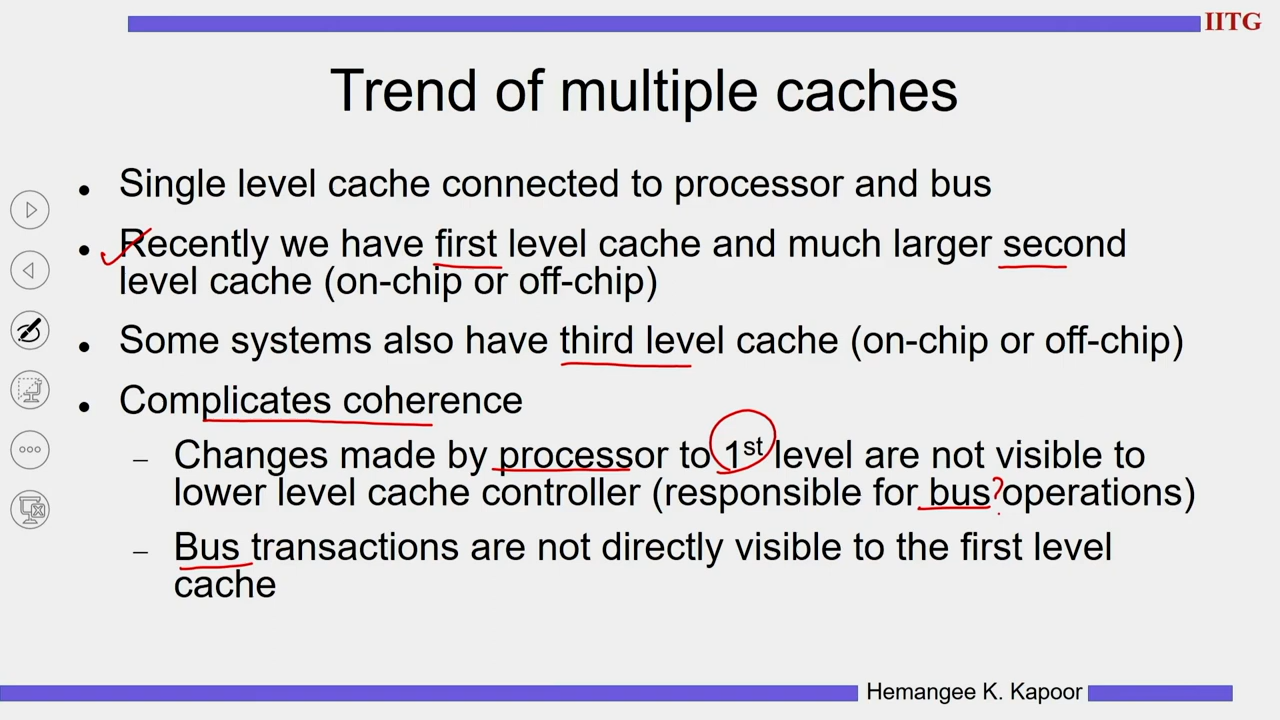 IITG
Trend of multiple caches
• Single level cache connected to processor and bus
• Recently we have first level cache and much larger second
level cache (on-chip or off-chip)
• Some systems also have third level cache (on-chip or off-chip)
• Complicates coherence
– Changes made by processor to 1st level are not visible to
lower level cache controller (responsible for bus?operations)
– Bus transactions are not directly visible to the first level
cache
Hemangee K. Kapoor